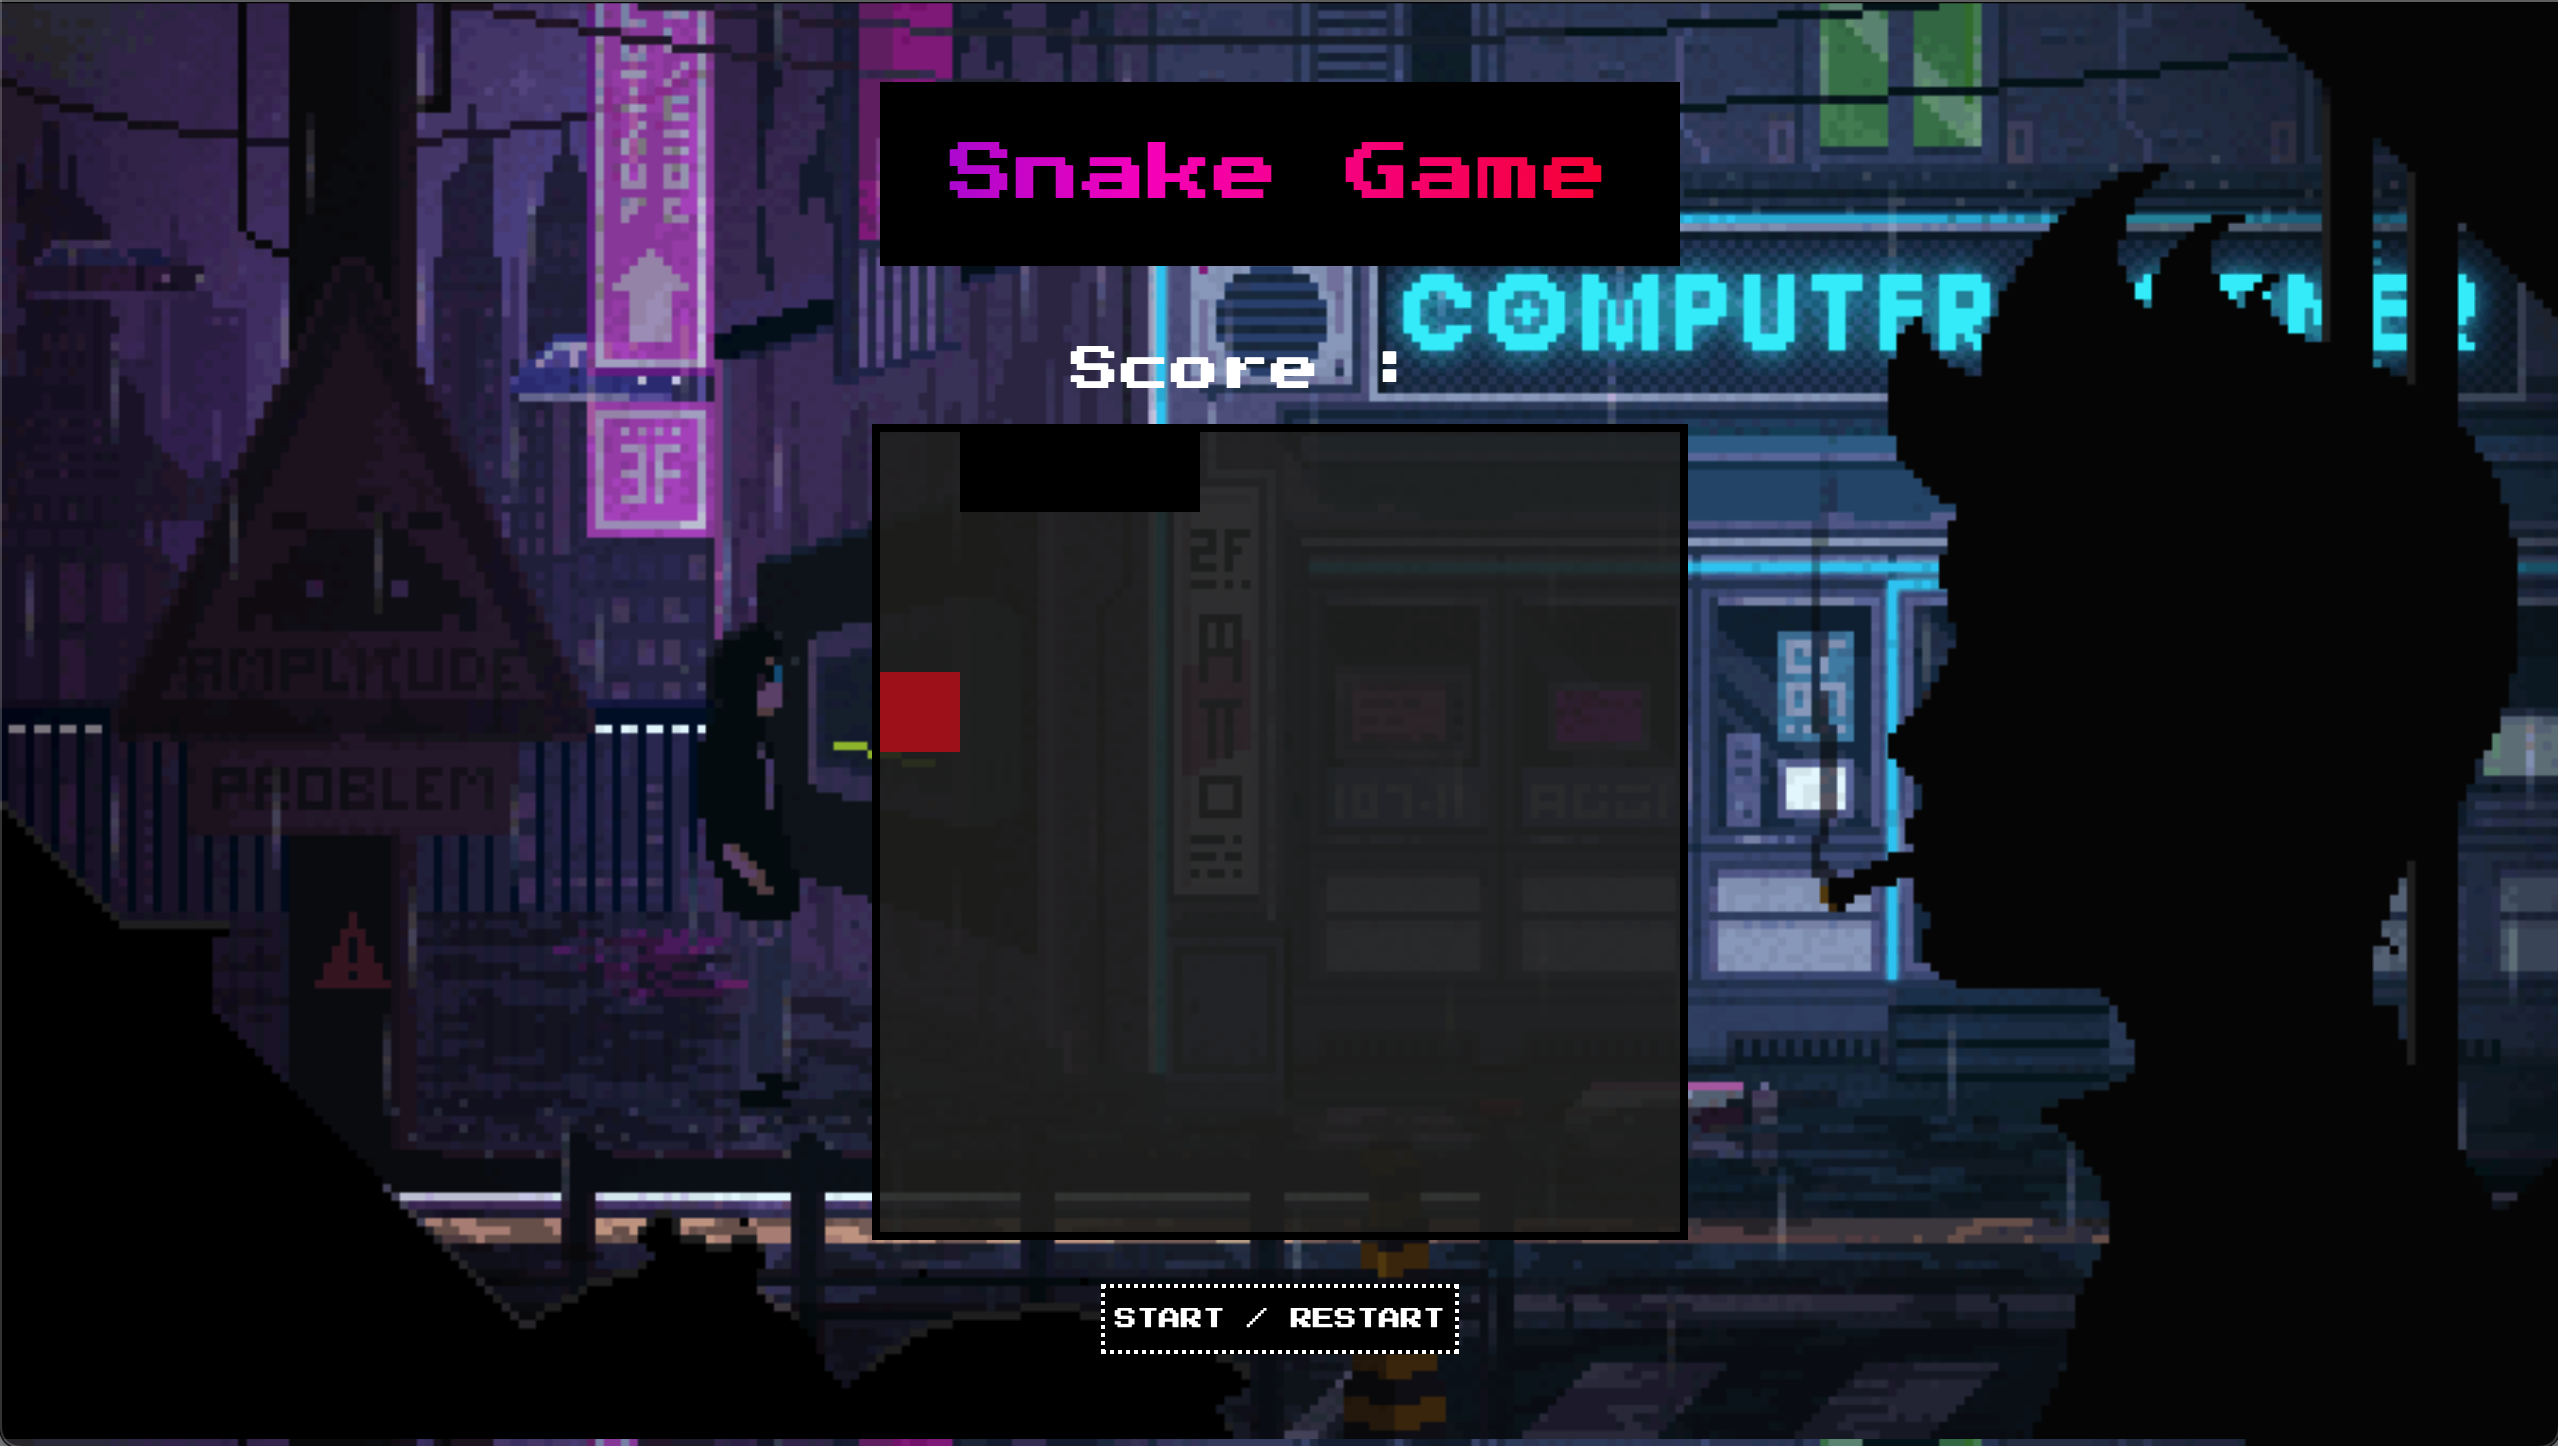 Snake Game
COMPUTER
Score :
3F
2F
AMPLITUDE
PROBLEM
START / RESTART